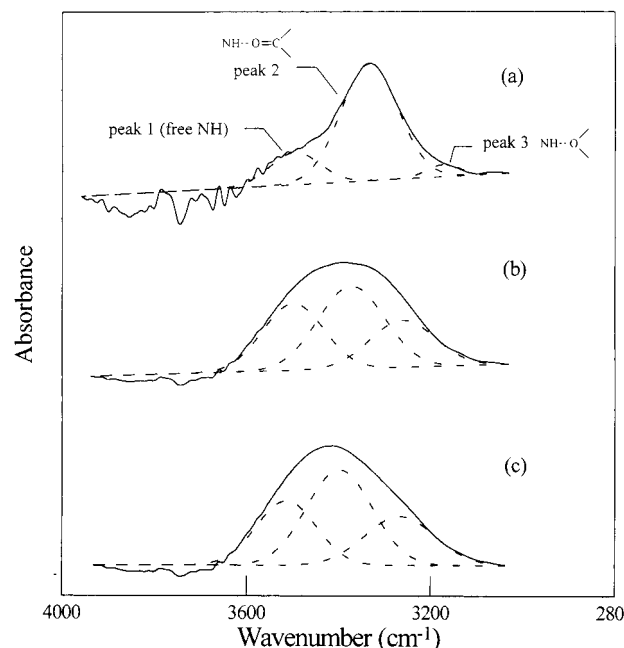 NH··O=C
peak 2
(a)
peak 1 (free NH)
peak 3 NH··O
(b)
(c)
Absorbance
4000 3600 3200 280
Wavenumber (cm-1)